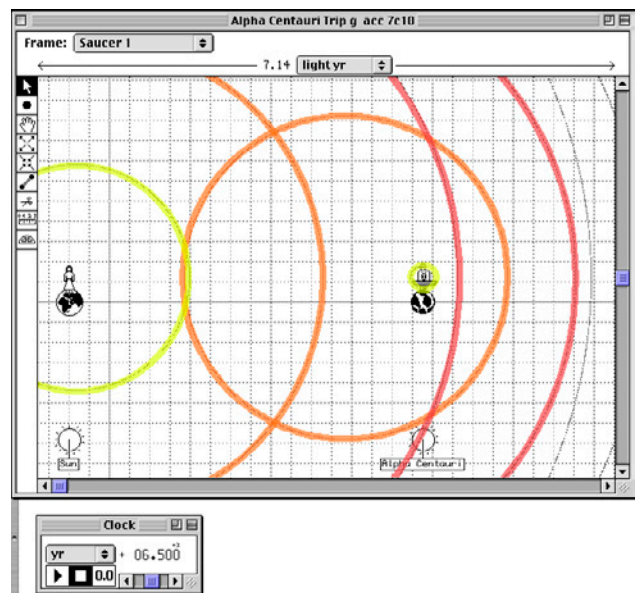 Alpha Centauri Trip g acc 7c10
Frame: Saucer 1
7.14 light yr
Sun
Alpha Centauri
Clock
yr + 06.500
0.0